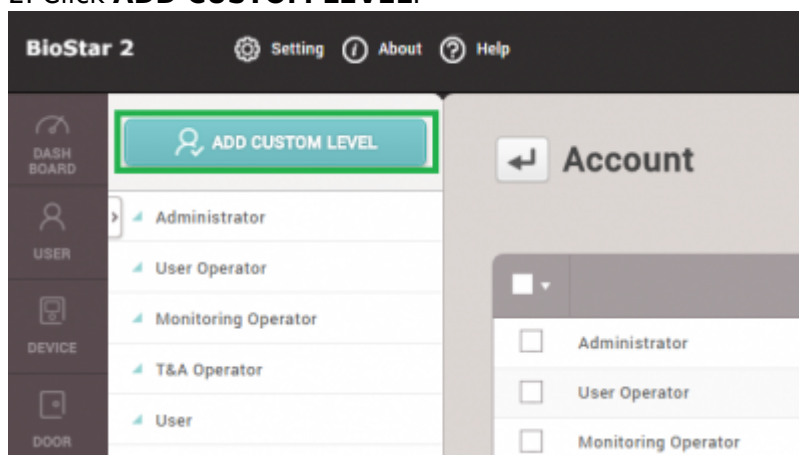 2. Click ADD CUSTOM LEVEL.
BioStar 2
Setting
About
Help
DASH
BOARD
USER
DEVICE
DOOR
ADD CUSTOM LEVEL
Administrator
User Operator
Monitoring Operator
T&A Operator
User
Account
Administrator
User Operator
Monitoring Operator